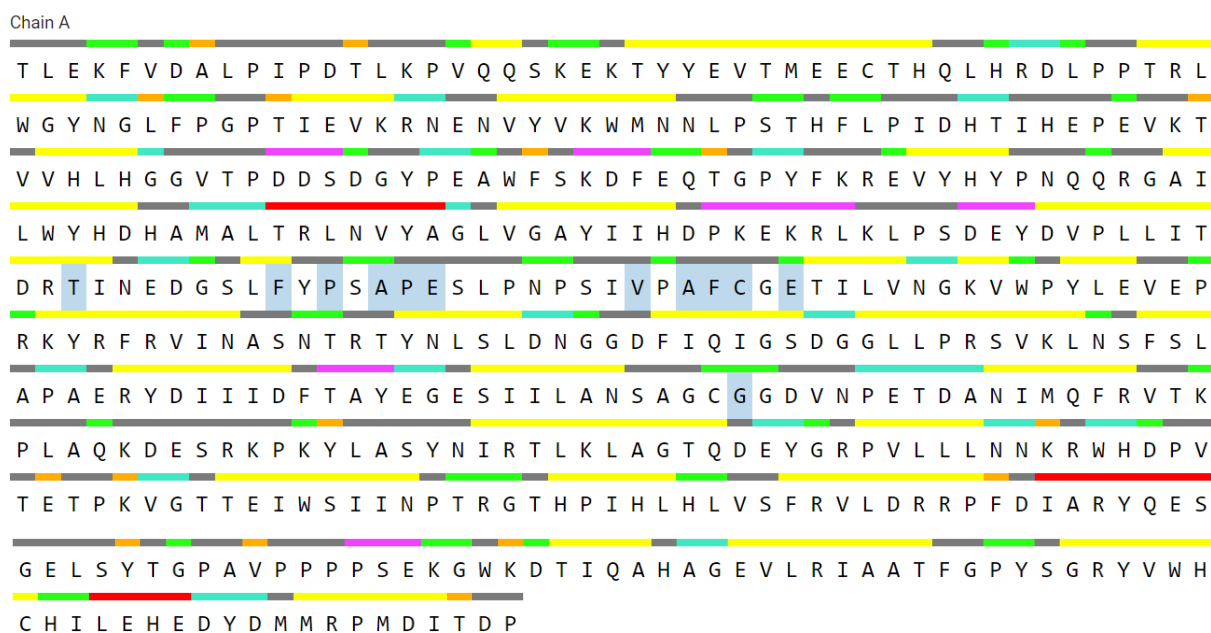 Chain A
T L E K F V D A L P I P D T L K P V Q Q S K E K T Y Y E V T M E E C T H Q L H R D L P P T R L
W G Y N G L F P G P T I E V K R N E N V Y V K W M N N L P S T H F L P I D H T I H E P E V K T
V V H L H G G V T P D D S D G Y P E A W F S K D F E Q T G P Y F K R E V Y H Y P N Q Q R G A I
L W Y H D H A M A L T R L N V Y A G L V G A Y I I H D P K E K R L K L P S D E Y D V P L L I T
D R T I N E D G S L F Y P S A P E S L P N P S I V P A F C G E T I L V N G K V W P Y L E V E P
R K Y R F R V I N A S N T R T Y N L S L D N G G D F I Q I G S D G G L L P R S V K L N S F S L
A P A E R Y D I I I D F T A Y E G E S I I L A N S A G C G G D V N P E T D A N I M Q F R V T K
P L A Q K D E S R K P K Y L A S Y N I R T L K L A G T Q D E Y G R P V L L L N N K R W H D P V
T E T P K V G T T E I W S I I N P T R G T H P I H L H L V S F R V L D R R P F D I A R Y Q E S
G E L S Y T G P A V P P P P S E K G W K D T I Q A H A G E V L R I A A T F G P Y S G R Y V W H
C H I L E H E D Y D M M R P M D I T D P